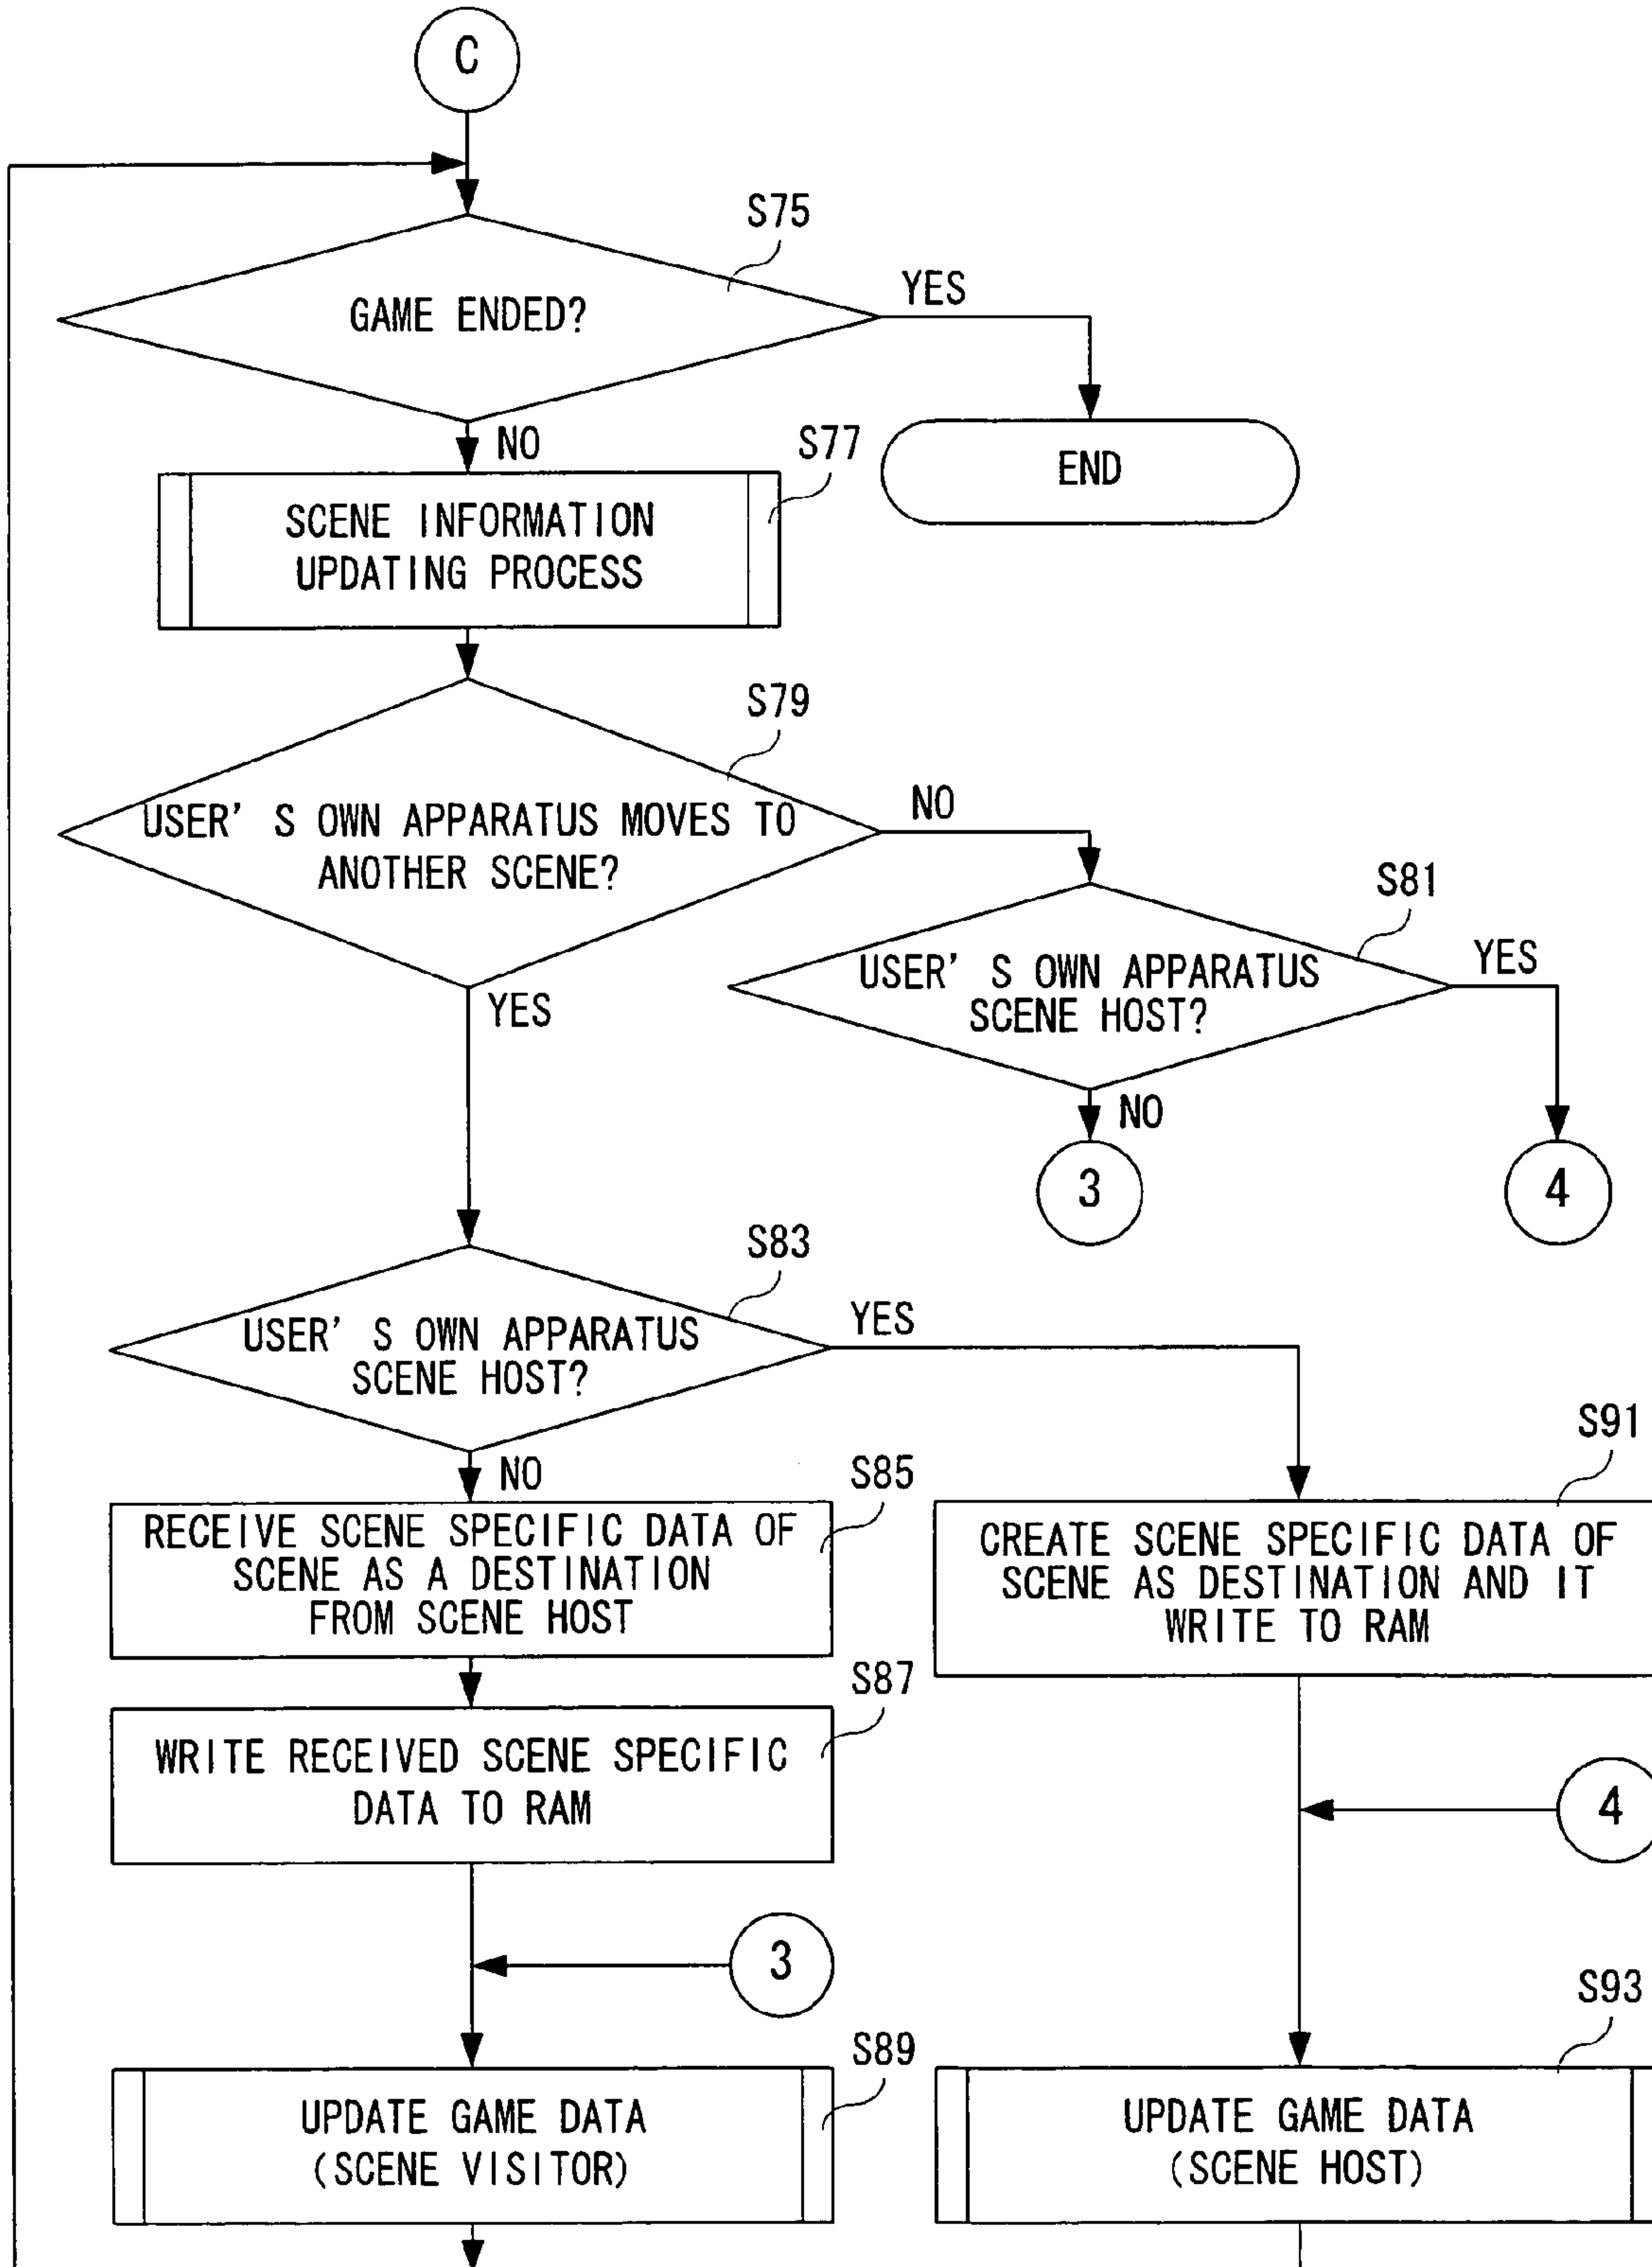 C
S75
GAME ENDED?
YES
NO
S77
END
SCENE INFORMATION
UPDATING PROCESS
S79
USER' S OWN APPARATUS MOVES TO
ANOTHER SCENE?
NO
YES
S81
USER' S OWN APPARATUS
SCENE HOST?
YES
NO
3
4
S83
USER' S OWN APPARATUS
SCENE HOST?
YES
NO
S85
RECEIVE SCENE SPECIFIC DATA OF
SCENE AS A DESTINATION
FROM SCENE HOST
S91
CREATE SCENE SPECIFIC DATA OF
SCENE AS DESTINATION AND IT
WRITE TO RAM
S87
WRITE RECEIVED SCENE SPECIFIC
DATA TO RAM
4
3
S89
UPDATE GAME DATA
(SCENE VISITOR)
S93
UPDATE GAME DATA
(SCENE HOST)